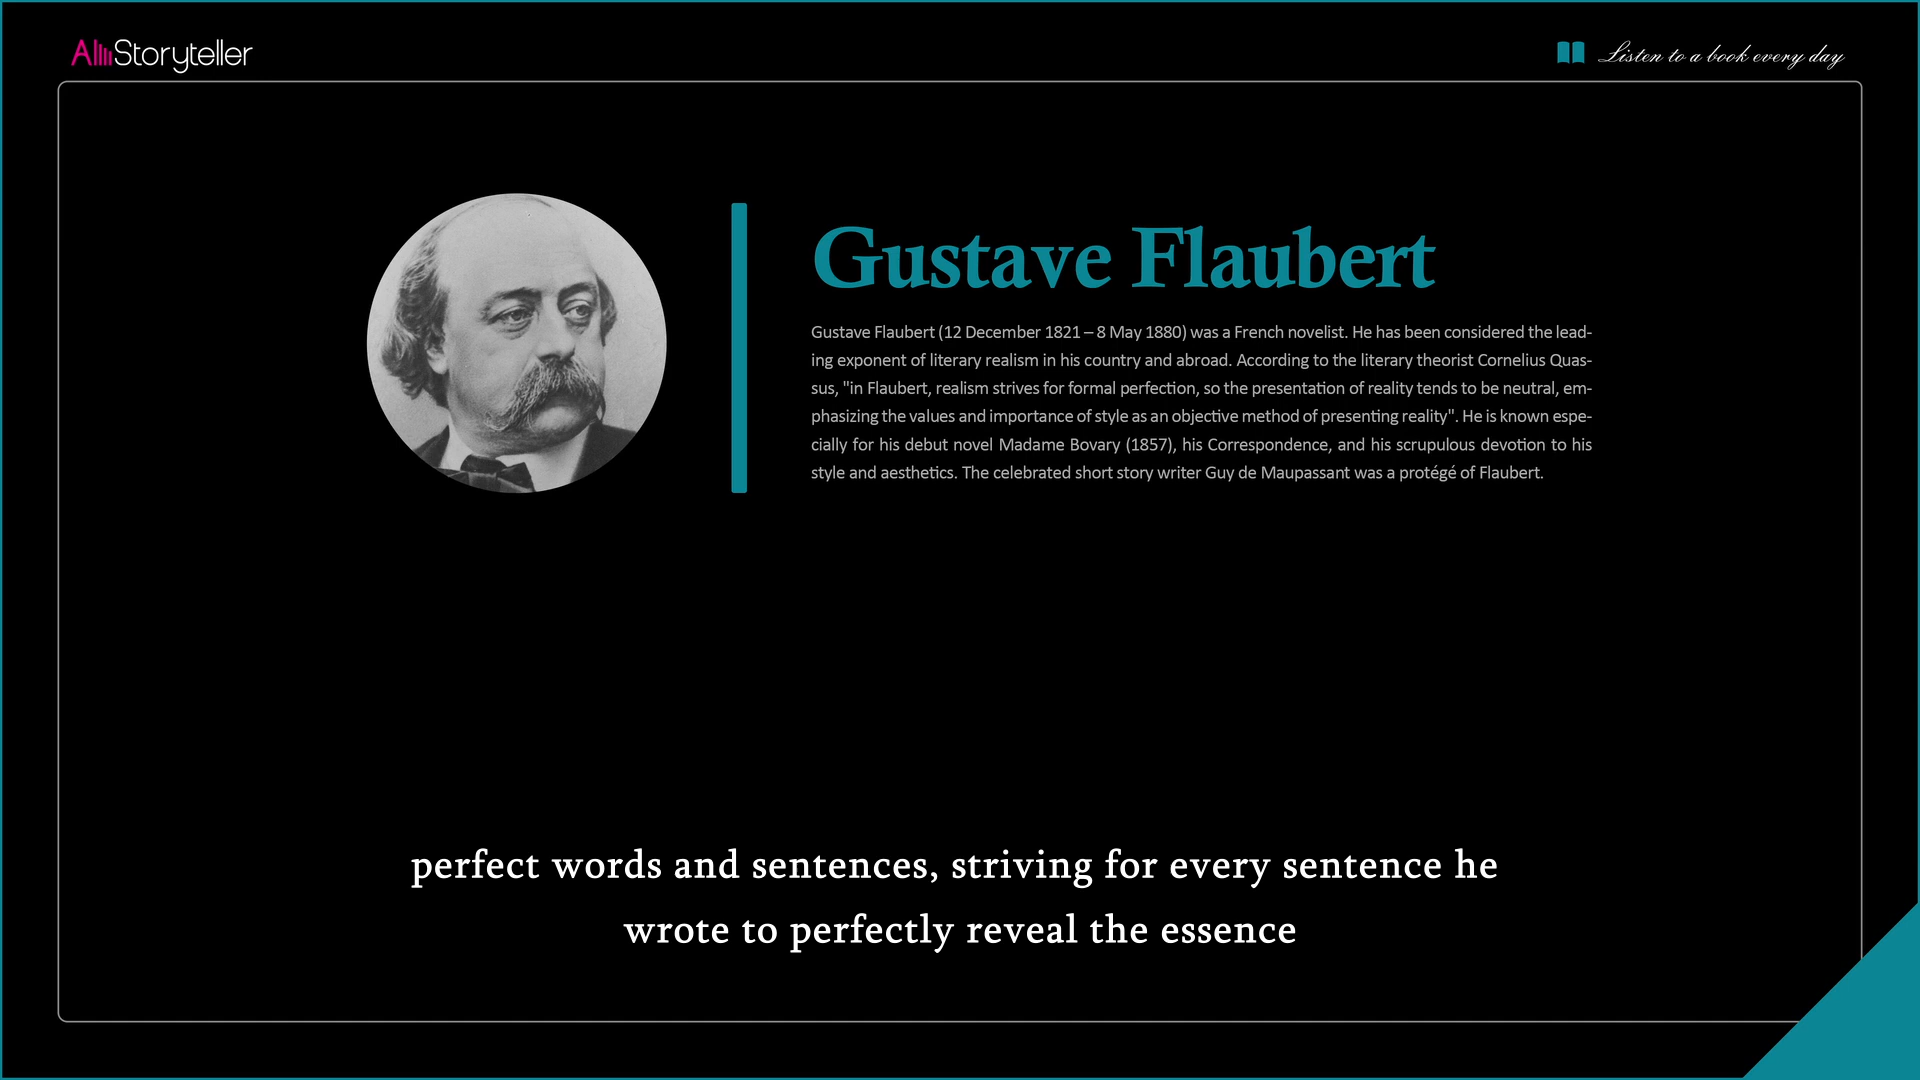 AllStoryteller
Listen to a book every day
Gustave Flaubert
Gustave Flaubert (12 December 1821 – 8 May 1880) was a French novelist. He has been considered the lead-
ing exponent of literary realism in his country and abroad. According to the literary theorist Cornelius Quas-
sus, "in Flaubert, realism strives for formal perfection, so the presentation of reality tends to be neutral, em-
phasizing the values and importance of style as an objective method of presenting reality". He is known espe-
cially for his debut novel Madame Bovary (1857), his Correspondence, and his scrupulous devotion to his
style and aesthetics. The celebrated short story writer Guy de Maupassant was a protégé of Flaubert.
perfect words and sentences, striving for every sentence he
wrote to perfectly reveal the essence